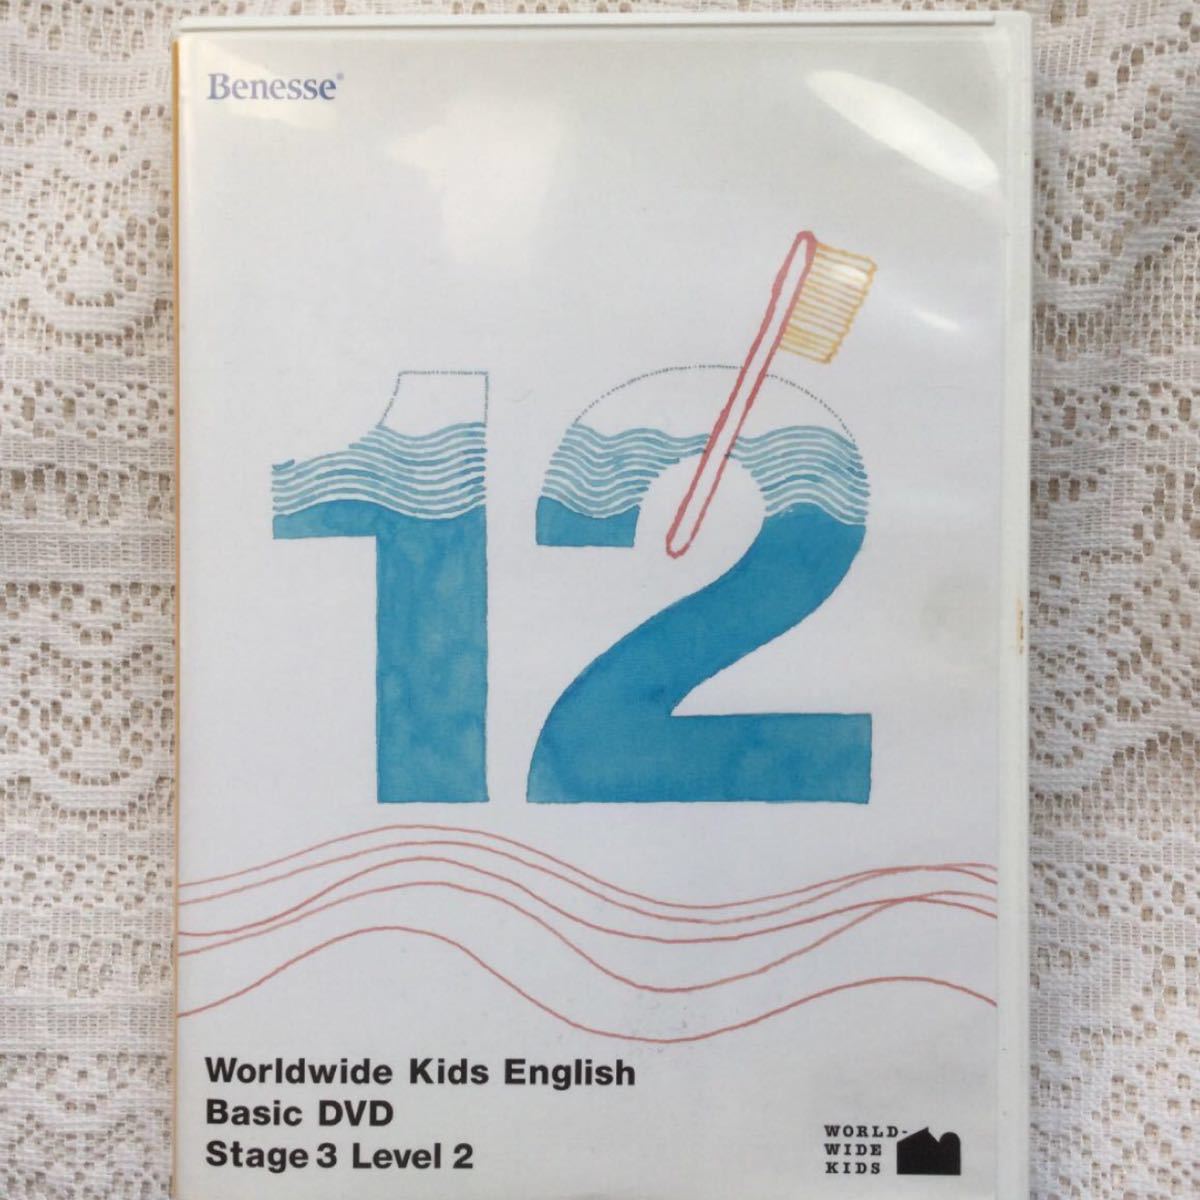 Benesse®
12
Worldwide Kids English
Basic DVD
Stage 3 Level 2
WORLD-
WIDE
KIDS